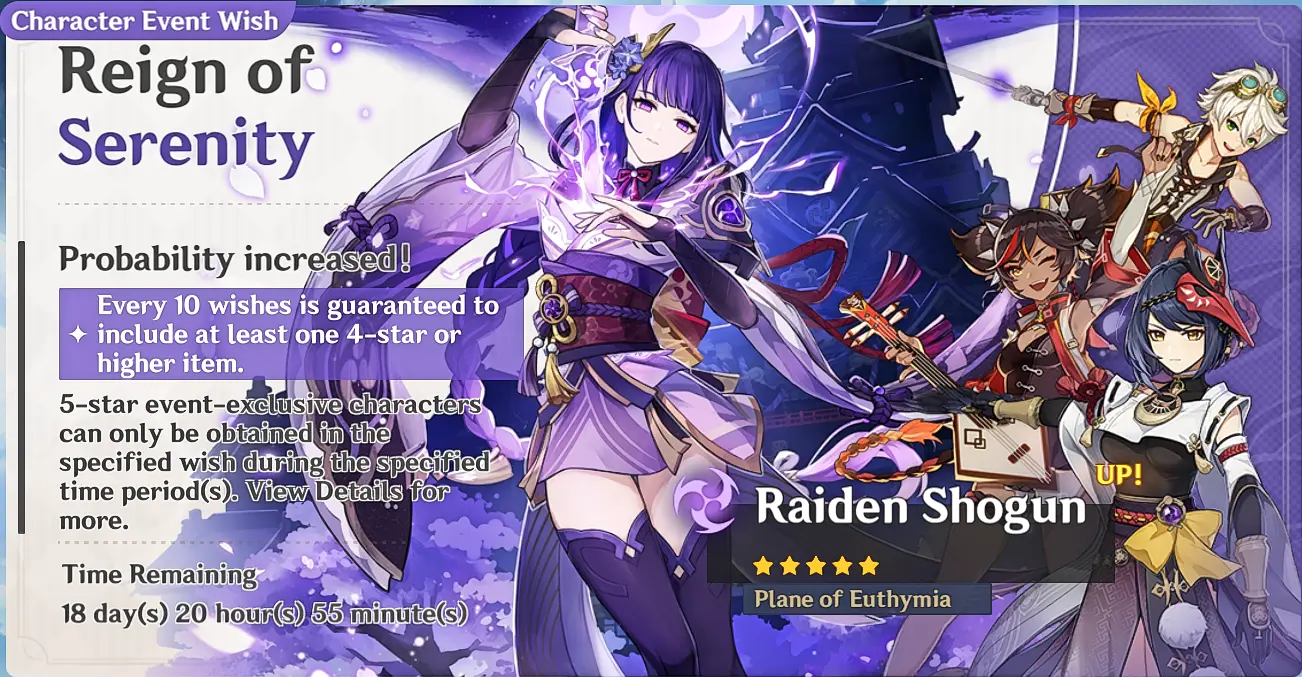 Character Event Wish
Reign of
Serenity
Probability increased!
Every 10 wishes is guaranteed to
✦ include at least one 4-star or
higher item.
5-star event-exclusive characters
can only be obtained in the
specified wish during the specified
time period(s). View Details for
more.
Time Remaining
18 day(s) 20 hour(s) 55 minute(s)
UP!
Raiden Shogun
Plane of Euthymia